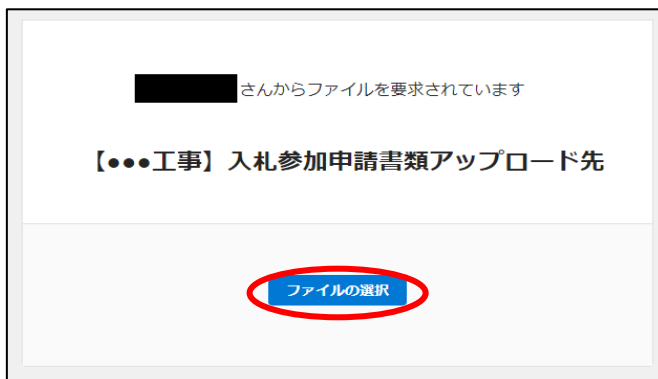 さんからファイルを要求されています
【●●●工事】入札参加申請書類アップロード先
ファイルの選択